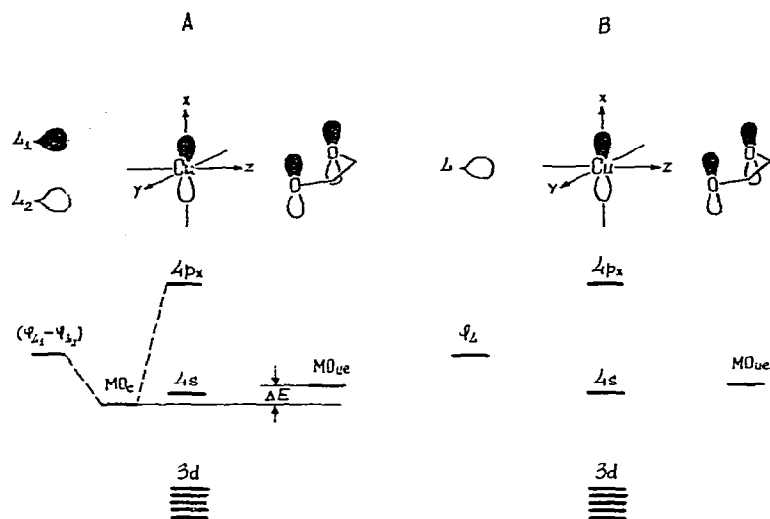 A B
x x
L₁ L₂ Cu z y O O
L Cu z y O O
4pₓ 4pₓ
(φL₁-φL₂) φL
MOc 4s MOue 4s MOue
ΔE
3d 3d